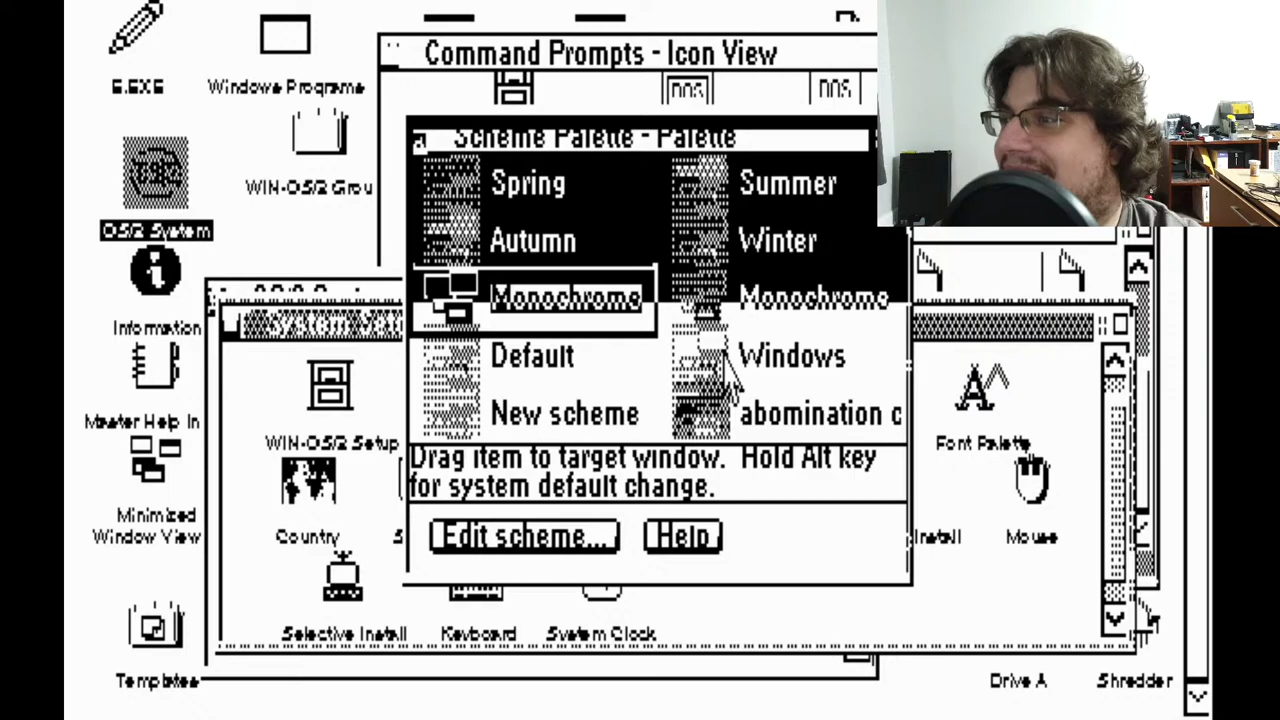 E.EXE
Windows Programs
Command Prompts - Icon View
DOS
DOS
Scheme Palette - Palette
WIN-OS/2 Grou
Spring
Summer
OS/2 System
Autumn
Winter
Monochrome
Monochrome
Information
System Setu
Default
Windows
New scheme
abomination c
Master Help In
WIN-OS/2 Setup
Font Palette
Drag item to target window. Hold Alt key
for system default change.
Minimized
Window View
Country
S
Edit scheme...
Help
Install
Mouse
Selective Install
Keyboard
System Clock
Templates
Drive A
Shredder